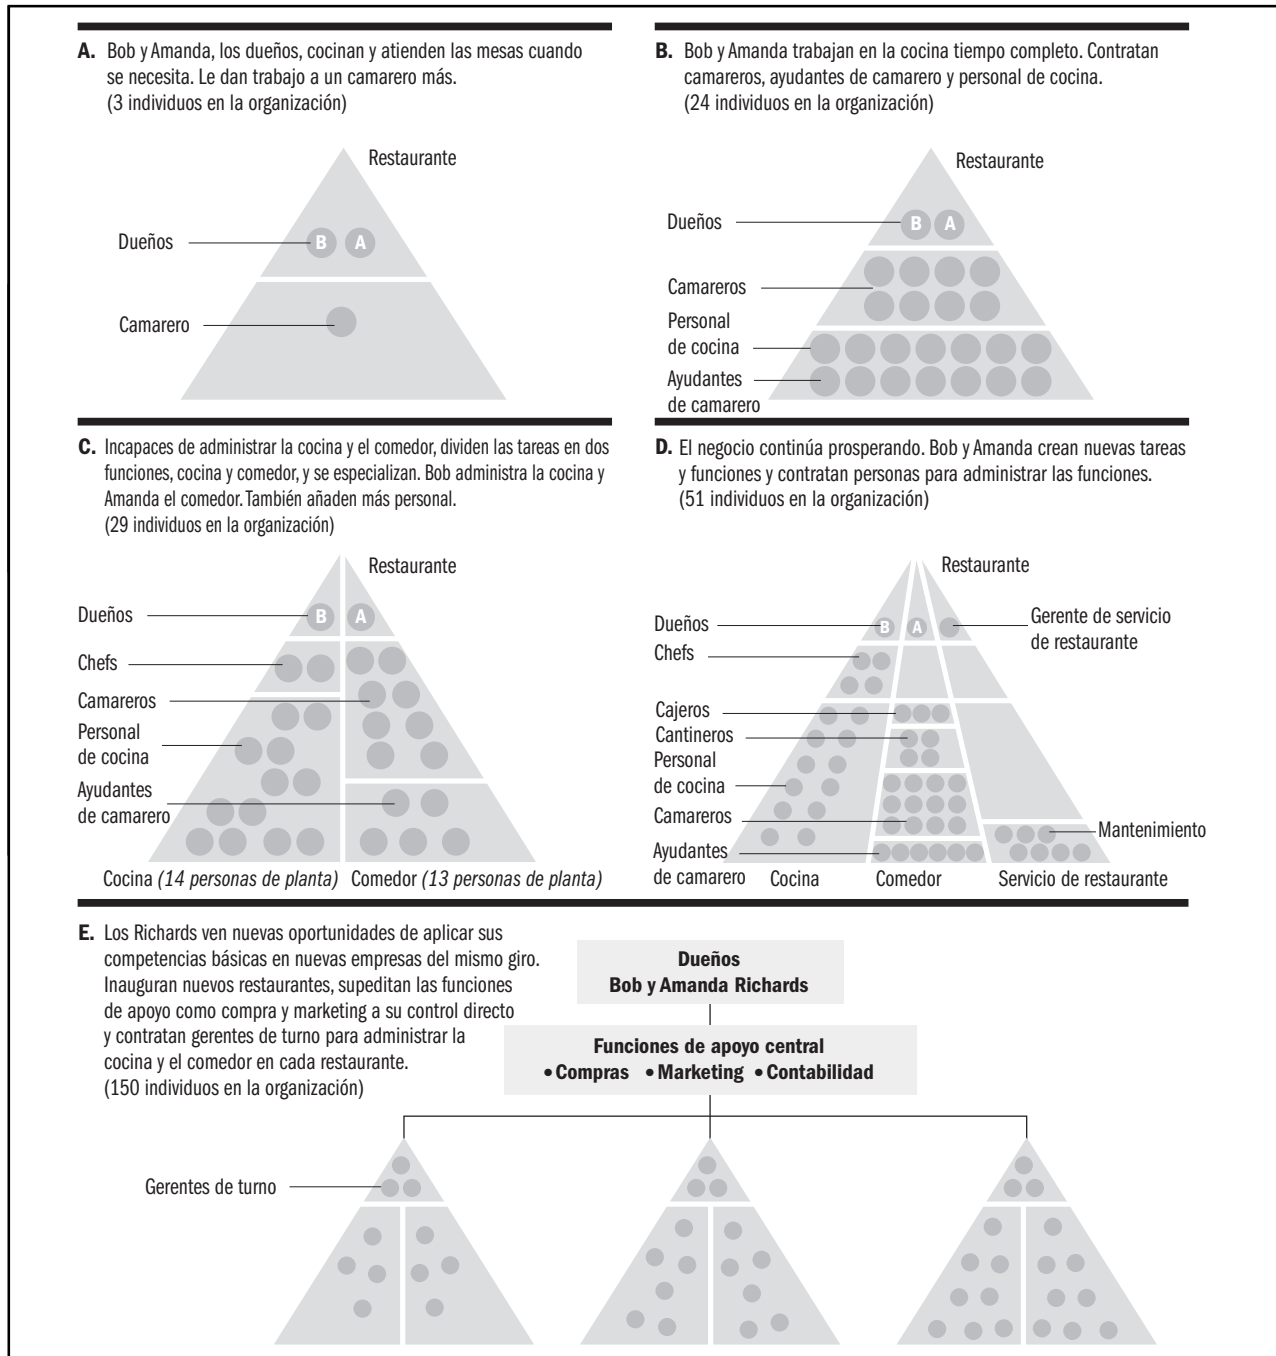 A. Bob y Amanda, los dueños, cocinan y atienden las mesas cuando
se necesita. Le dan trabajo a un camarero más.
(3 individuos en la organización)
Restaurante
Dueños
B A
Camarero
B. Bob y Amanda trabajan en la cocina tiempo completo. Contratan
camareros, ayudantes de camarero y personal de cocina.
(24 individuos en la organización)
Restaurante
Dueños
B A
Camareros
Personal
de cocina
Ayudantes
de camarero
C. Incapaces de administrar la cocina y el comedor, dividen las tareas en dos
funciones, cocina y comedor, y se especializan. Bob administra la cocina y
Amanda el comedor. También añaden más personal.
(29 individuos en la organización)
Restaurante
Dueños
B A
Chefs
Camareros
Personal
de cocina
Ayudantes
de camarero
Cocina (14 personas de planta) Comedor (13 personas de planta)
D. El negocio continúa prosperando. Bob y Amanda crean nuevas tareas
y funciones y contratan personas para administrar las funciones.
(51 individuos en la organización)
Restaurante
Dueños
B A
Gerente de servicio
de restaurante
Chefs
Cajeros
Cantineros
Personal
de cocina
Camareros
Mantenimiento
Ayudantes
de camarero
Cocina Comedor Servicio de restaurante
E. Los Richards ven nuevas oportunidades de aplicar sus
competencias básicas en nuevas empresas del mismo giro.
Inauguran nuevos restaurantes, supeditan las funciones
de apoyo como compra y marketing a su control directo
y contratan gerentes de turno para administrar la
cocina y el comedor en cada restaurante.
(150 individuos en la organización)
Dueños
Bob y Amanda Richards
Funciones de apoyo central
• Compras • Marketing • Contabilidad
Gerentes de turno